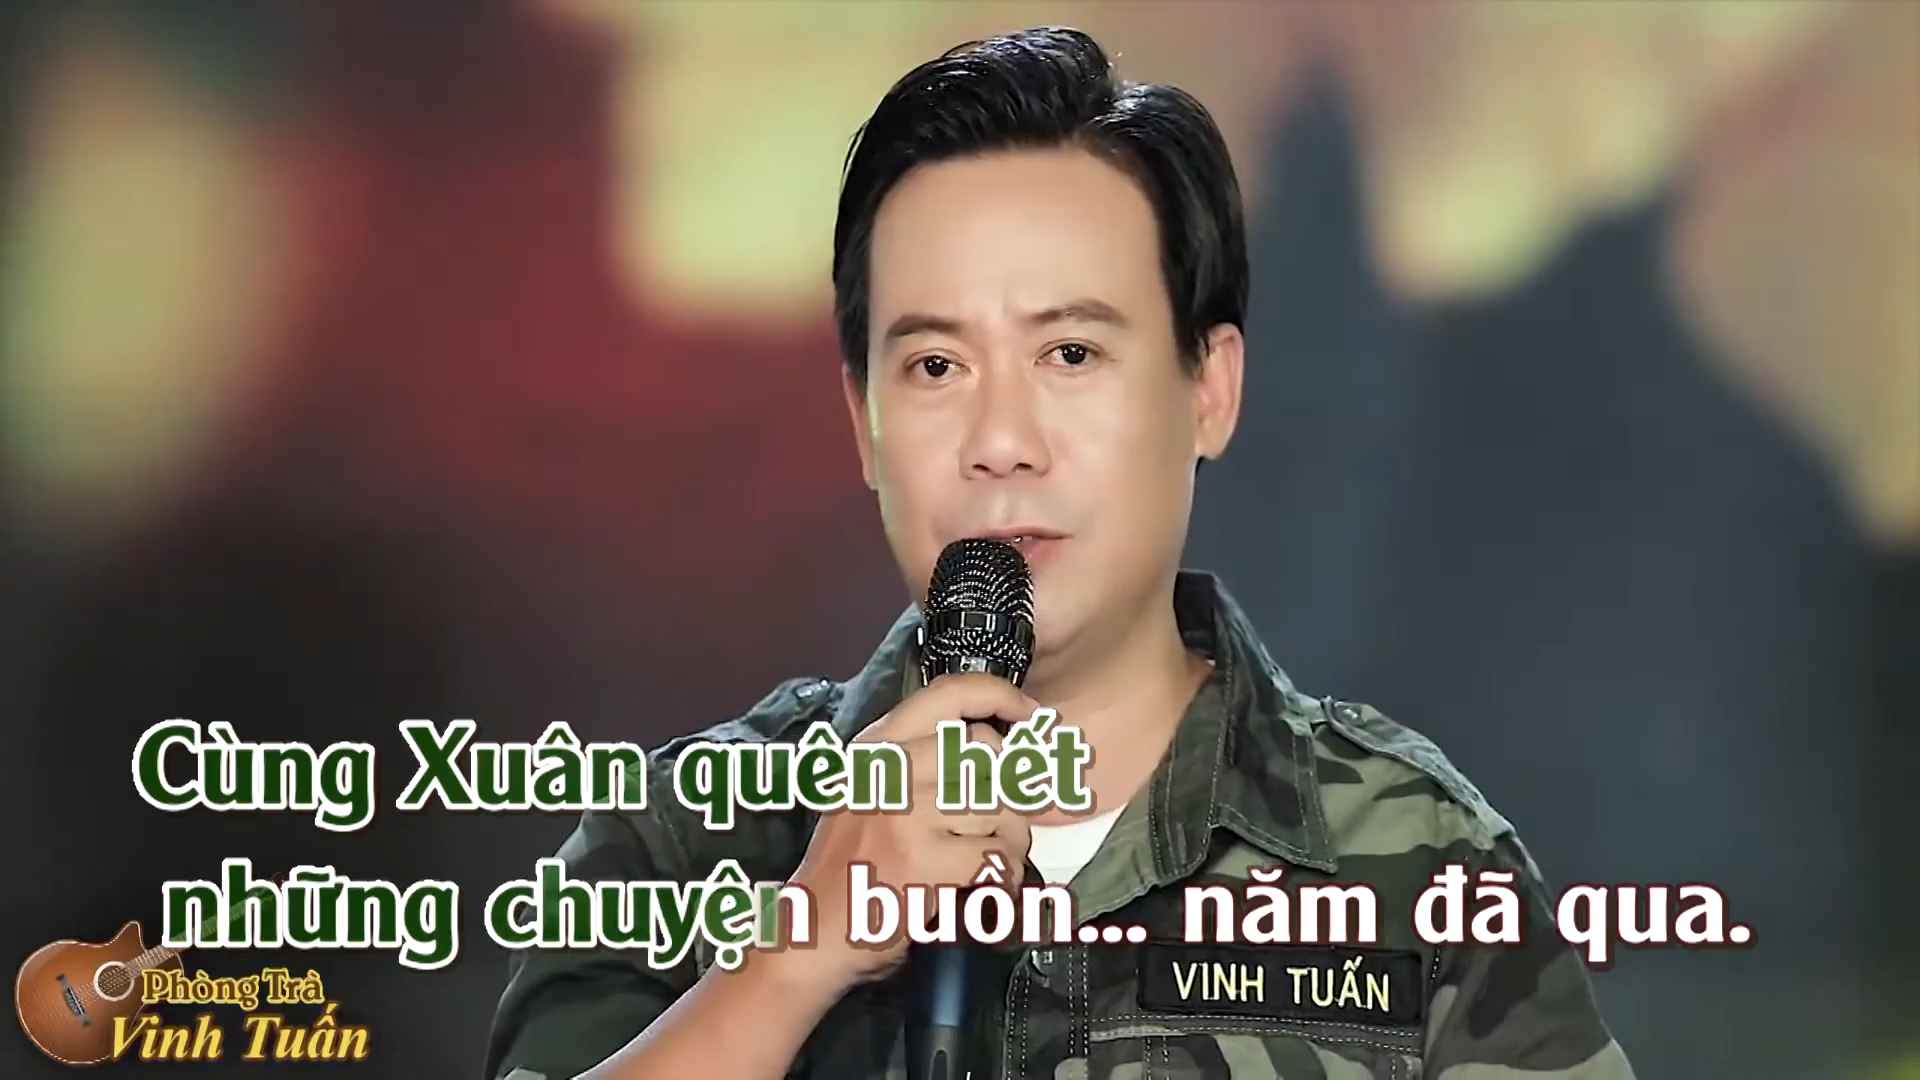 Cùng Xuân quên hết
những chuyện buồn... năm đã qua.
VINH TUẤN
Phòng Trà
Vinh Tuấn